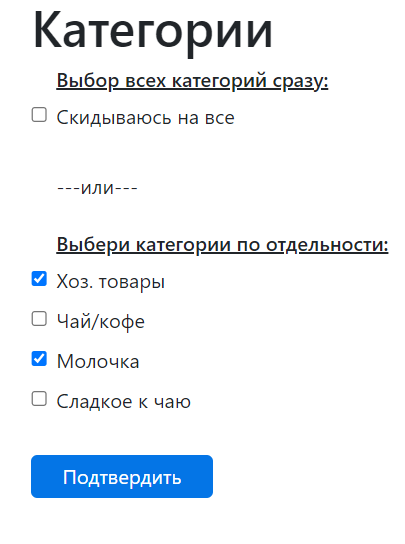 Категории
Выбор всех категорий сразу:
Скидываюсь на все
---или---
Выбери категории по отдельности:
Хоз. товары
Чай/кофе
Молочка
Сладкое к чаю
Подтвердить